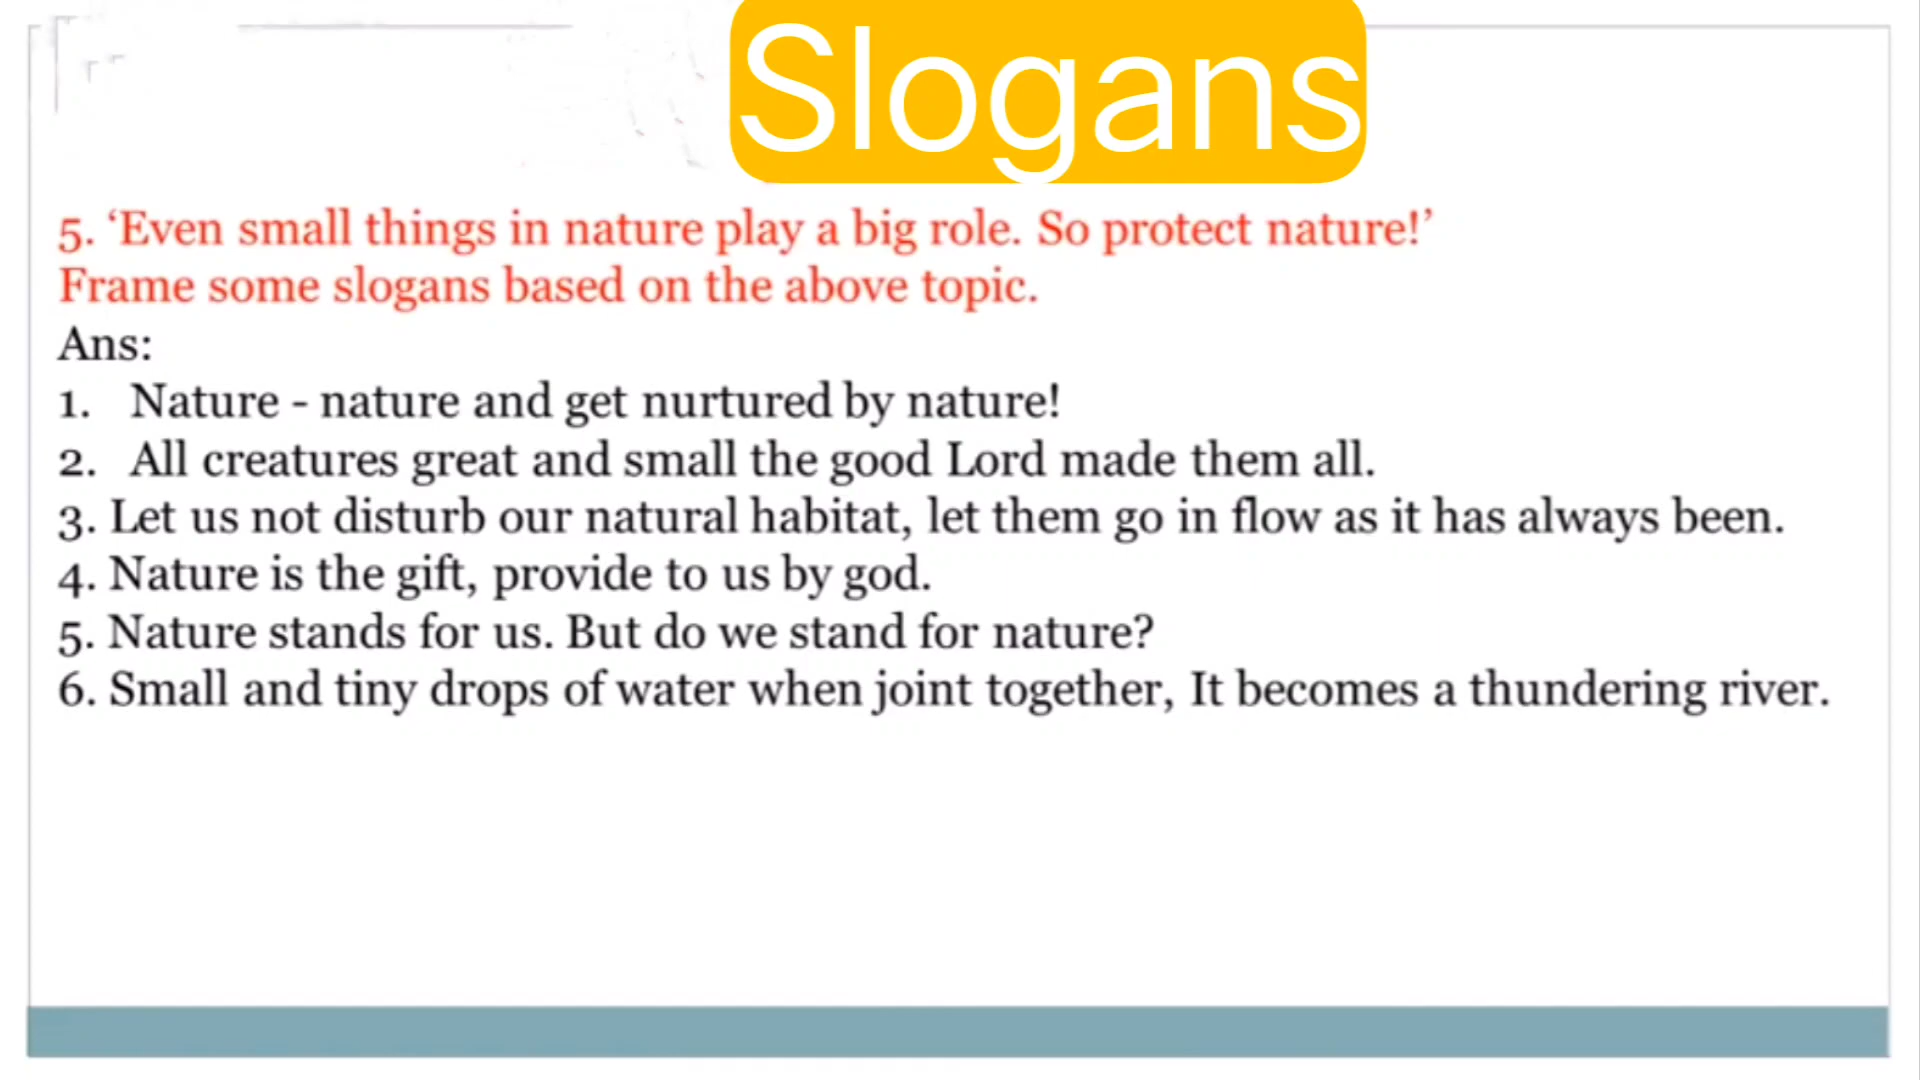 Slogans
5. ‘Even small things in nature play a big role. So protect nature!’
Frame some slogans based on the above topic.
Ans:
1. Nature - nature and get nurtured by nature!
2. All creatures great and small the good Lord made them all.
3. Let us not disturb our natural habitat, let them go in flow as it has always been.
4. Nature is the gift, provide to us by god.
5. Nature stands for us. But do we stand for nature?
6. Small and tiny drops of water when joint together, It becomes a thundering river.